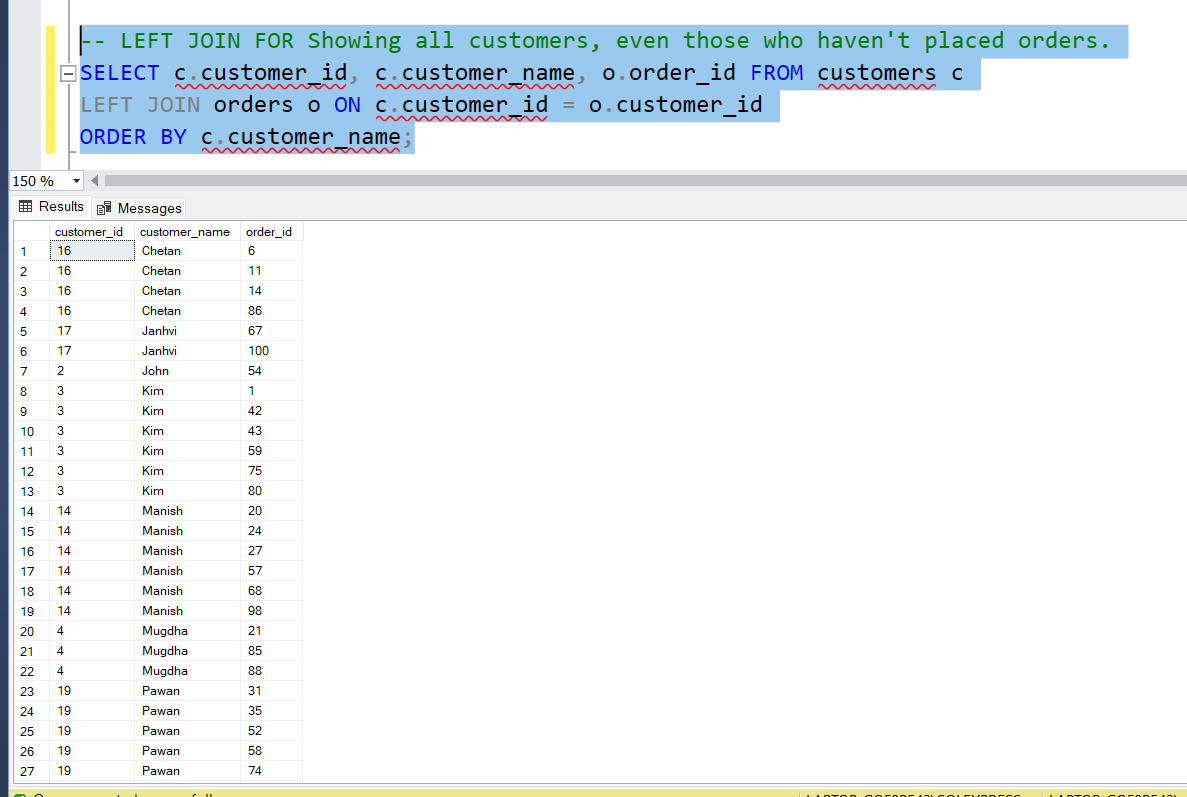 -- LEFT JOIN FOR Showing all customers, even those who haven't placed orders.
SELECT c.customer_id, c.customer_name, o.order_id FROM customers c
LEFT JOIN orders o ON c.customer_id = o.customer_id
ORDER BY c.customer_name;
150 %
Results Messages
customer_id customer_name order_id
1 16 Chetan 6
2 16 Chetan 11
3 16 Chetan 14
4 16 Chetan 86
5 17 Janhvi 67
6 17 Janhvi 100
7 2 John 54
8 3 Kim 1
9 3 Kim 42
10 3 Kim 43
11 3 Kim 59
12 3 Kim 75
13 3 Kim 80
14 14 Manish 20
15 14 Manish 24
16 14 Manish 27
17 14 Manish 57
18 14 Manish 68
19 14 Manish 98
20 4 Mugdha 21
21 4 Mugdha 85
22 4 Mugdha 88
23 19 Pawan 31
24 19 Pawan 35
25 19 Pawan 52
26 19 Pawan 58
27 19 Pawan 74